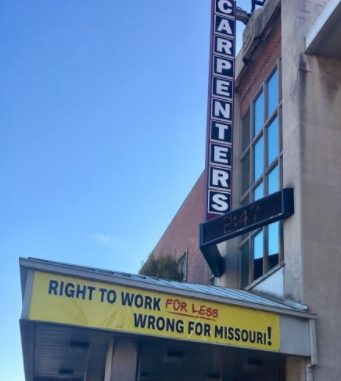 CARPENTERS
RIGHT TO WORK FOR LESS
WRONG FOR MISSOURI!